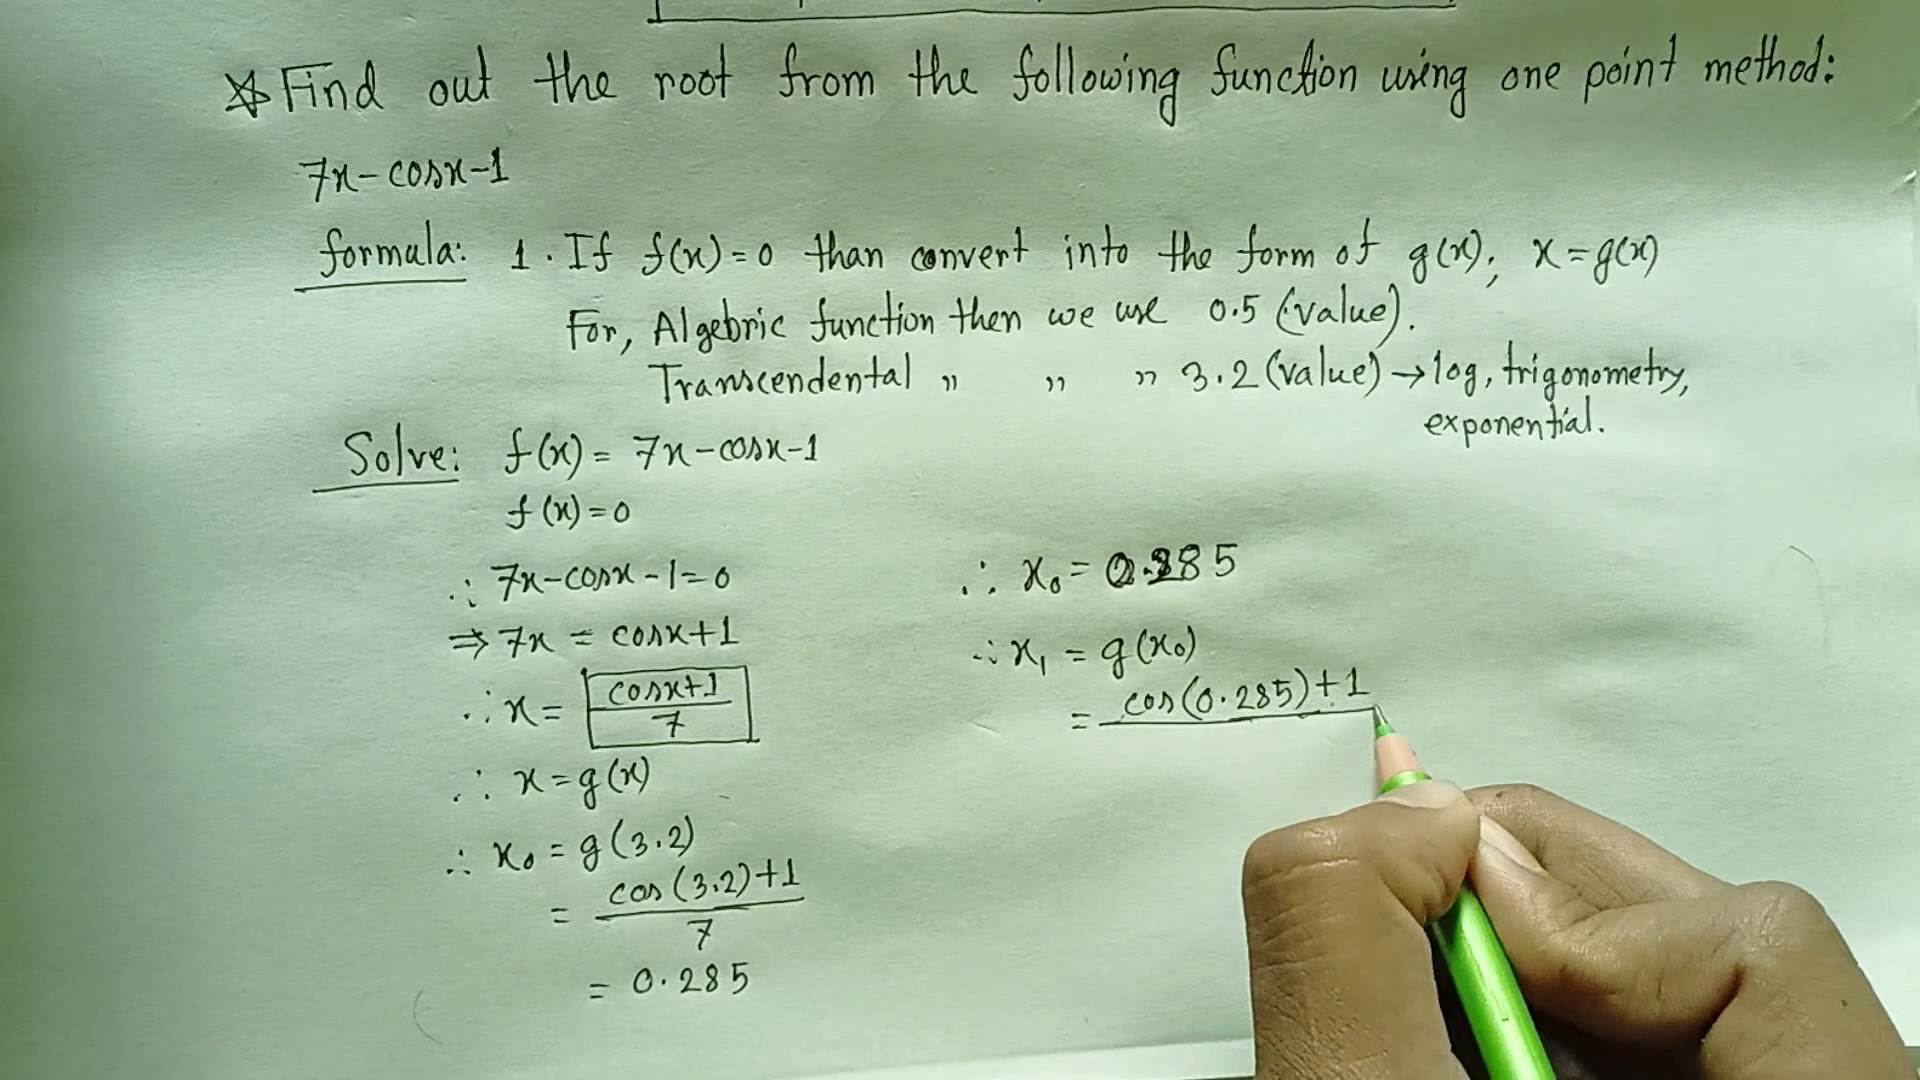 Find out the root from the following function using one point method:
7x-cosx-1
formula: 1. If f(x)=0 than convert into the form of g(x); x=g(x)
For, Algebric function then we use 0.5 (value).
Transcendental " " " 3.2 (value) → log, trigonometry,
exponential.
Solve: f(x) = 7x-cosx-1
f(x)=0
∴ 7x-cosx-1=0
⇒ 7x = cosx+1
∴ x = cosx+1
7
∴ x=g(x)
∴ x₀ = g(3.2)
= cos(3.2)+1
7
= 0.285
∴ x₀ = 0.285
∴ x₁ = g(x₀)
= cos(0.285)+1